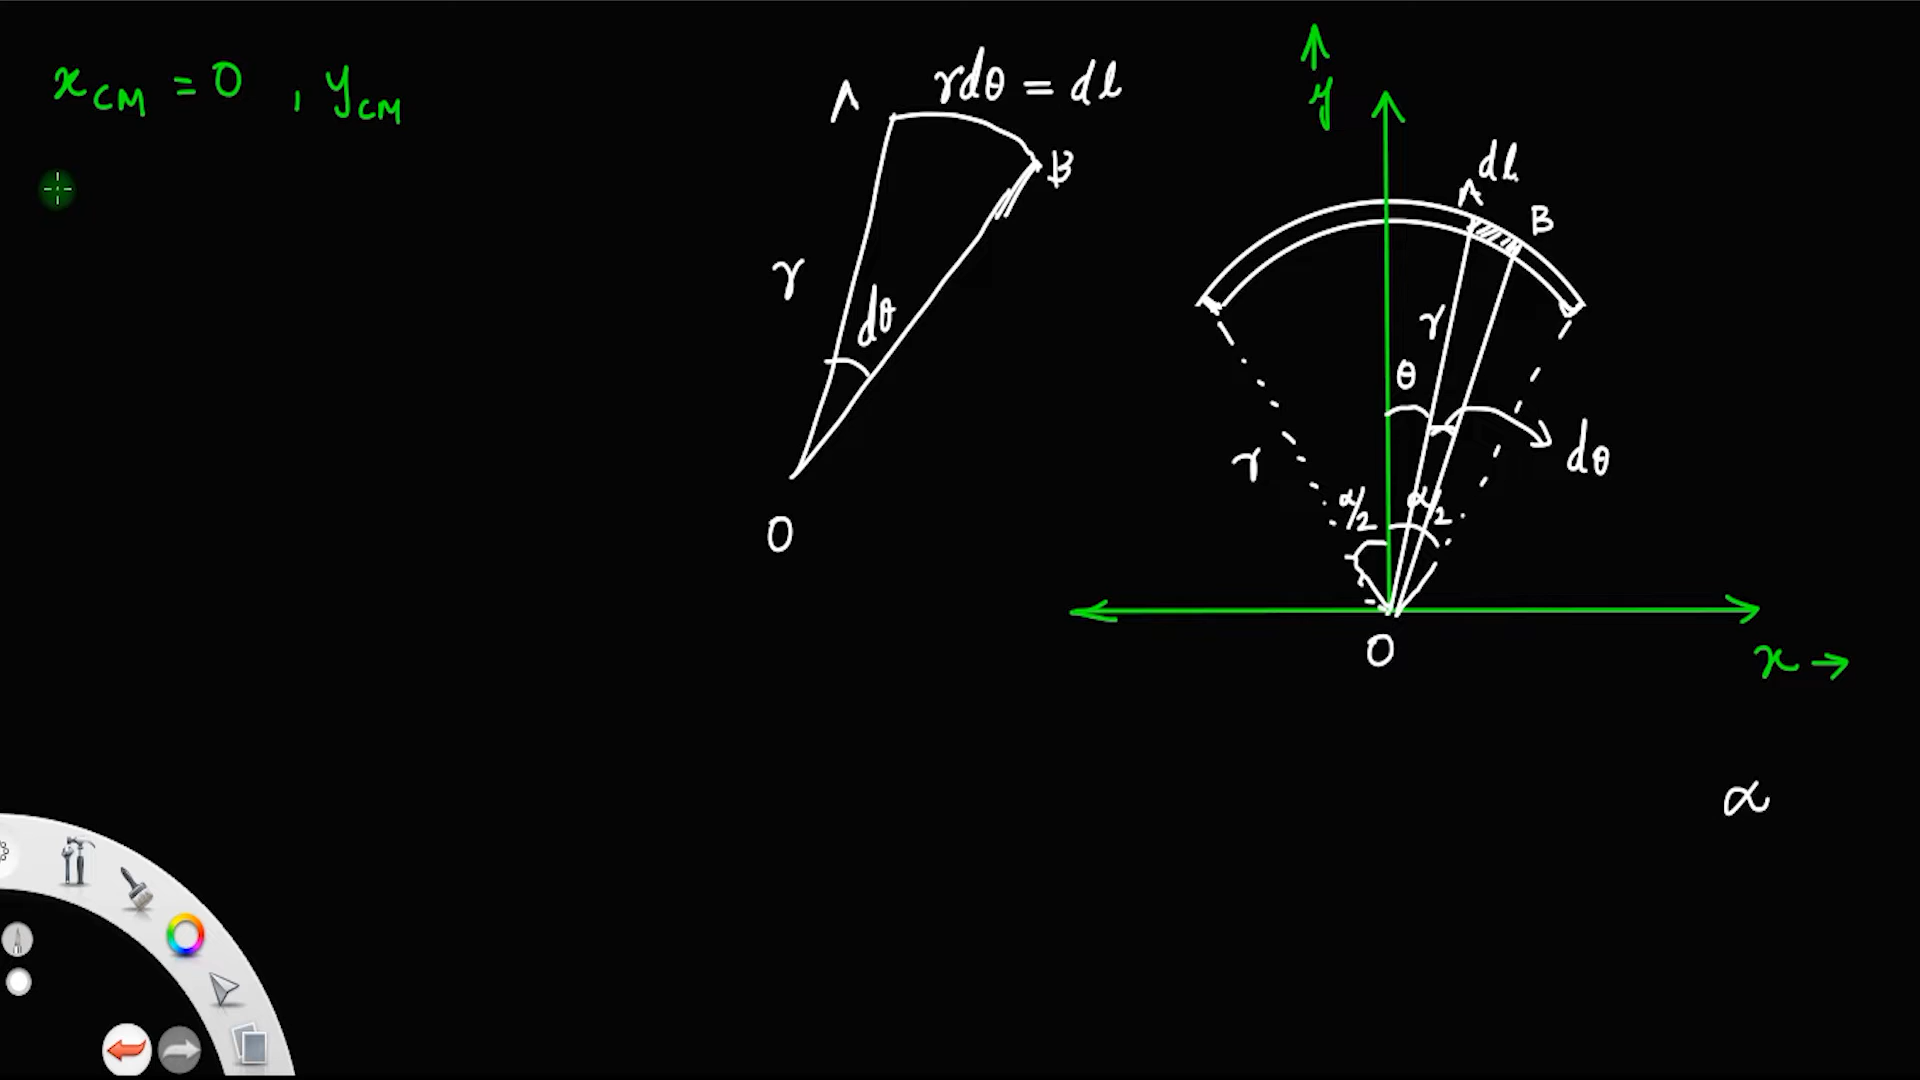 x_CM = 0 , y_CM
A rdθ = dl
B
r
dθ
O
y
dl
A
B
r
θ
dθ
r
α/2 α/2
O
x →
α